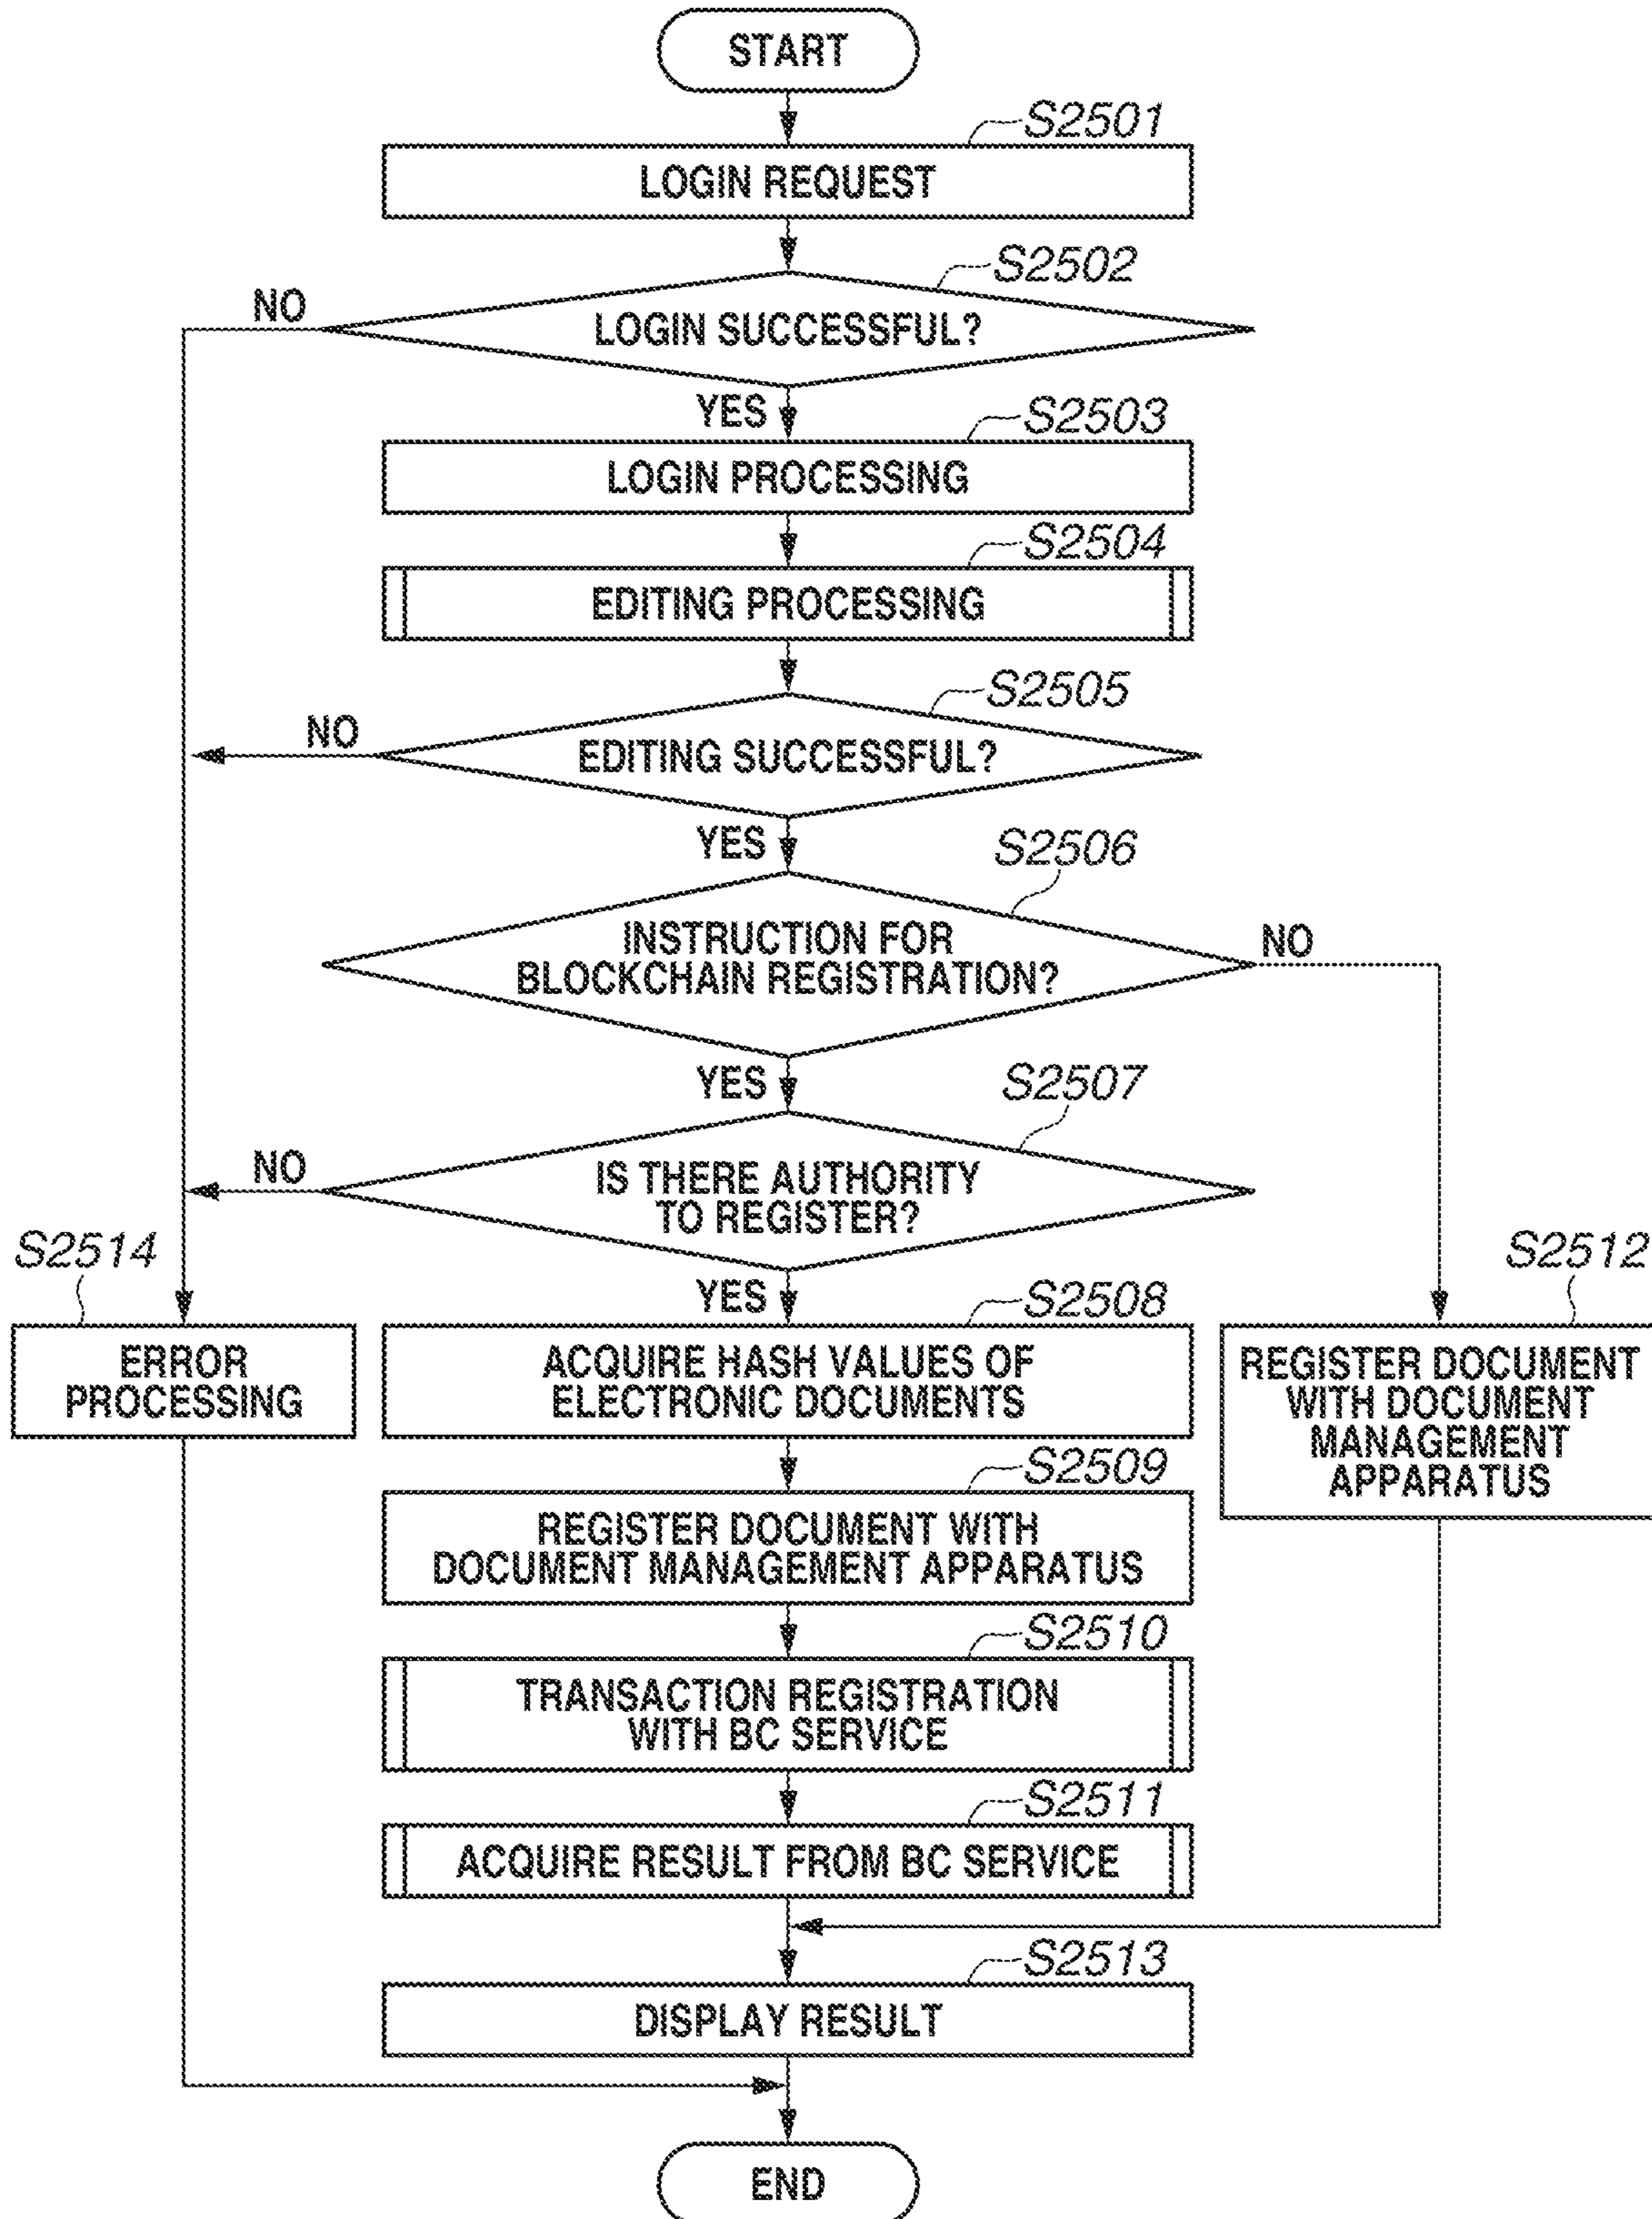 START
S2501
LOGIN REQUEST
S2502
NO
LOGIN SUCCESSFUL?
YES
S2503
LOGIN PROCESSING
S2504
EDITING PROCESSING
S2505
NO
EDITING SUCCESSFUL?
YES
S2506
INSTRUCTION FOR
BLOCKCHAIN REGISTRATION?
NO
YES
S2507
NO
IS THERE AUTHORITY
TO REGISTER?
S2514
S2512
YES
S2508
ERROR
PROCESSING
ACQUIRE HASH VALUES OF
ELECTRONIC DOCUMENTS
REGISTER DOCUMENT
WITH DOCUMENT
MANAGEMENT
APPARATUS
S2509
REGISTER DOCUMENT WITH
DOCUMENT MANAGEMENT APPARATUS
S2510
TRANSACTION REGISTRATION
WITH BC SERVICE
S2511
ACQUIRE RESULT FROM BC SERVICE
S2513
DISPLAY RESULT
END